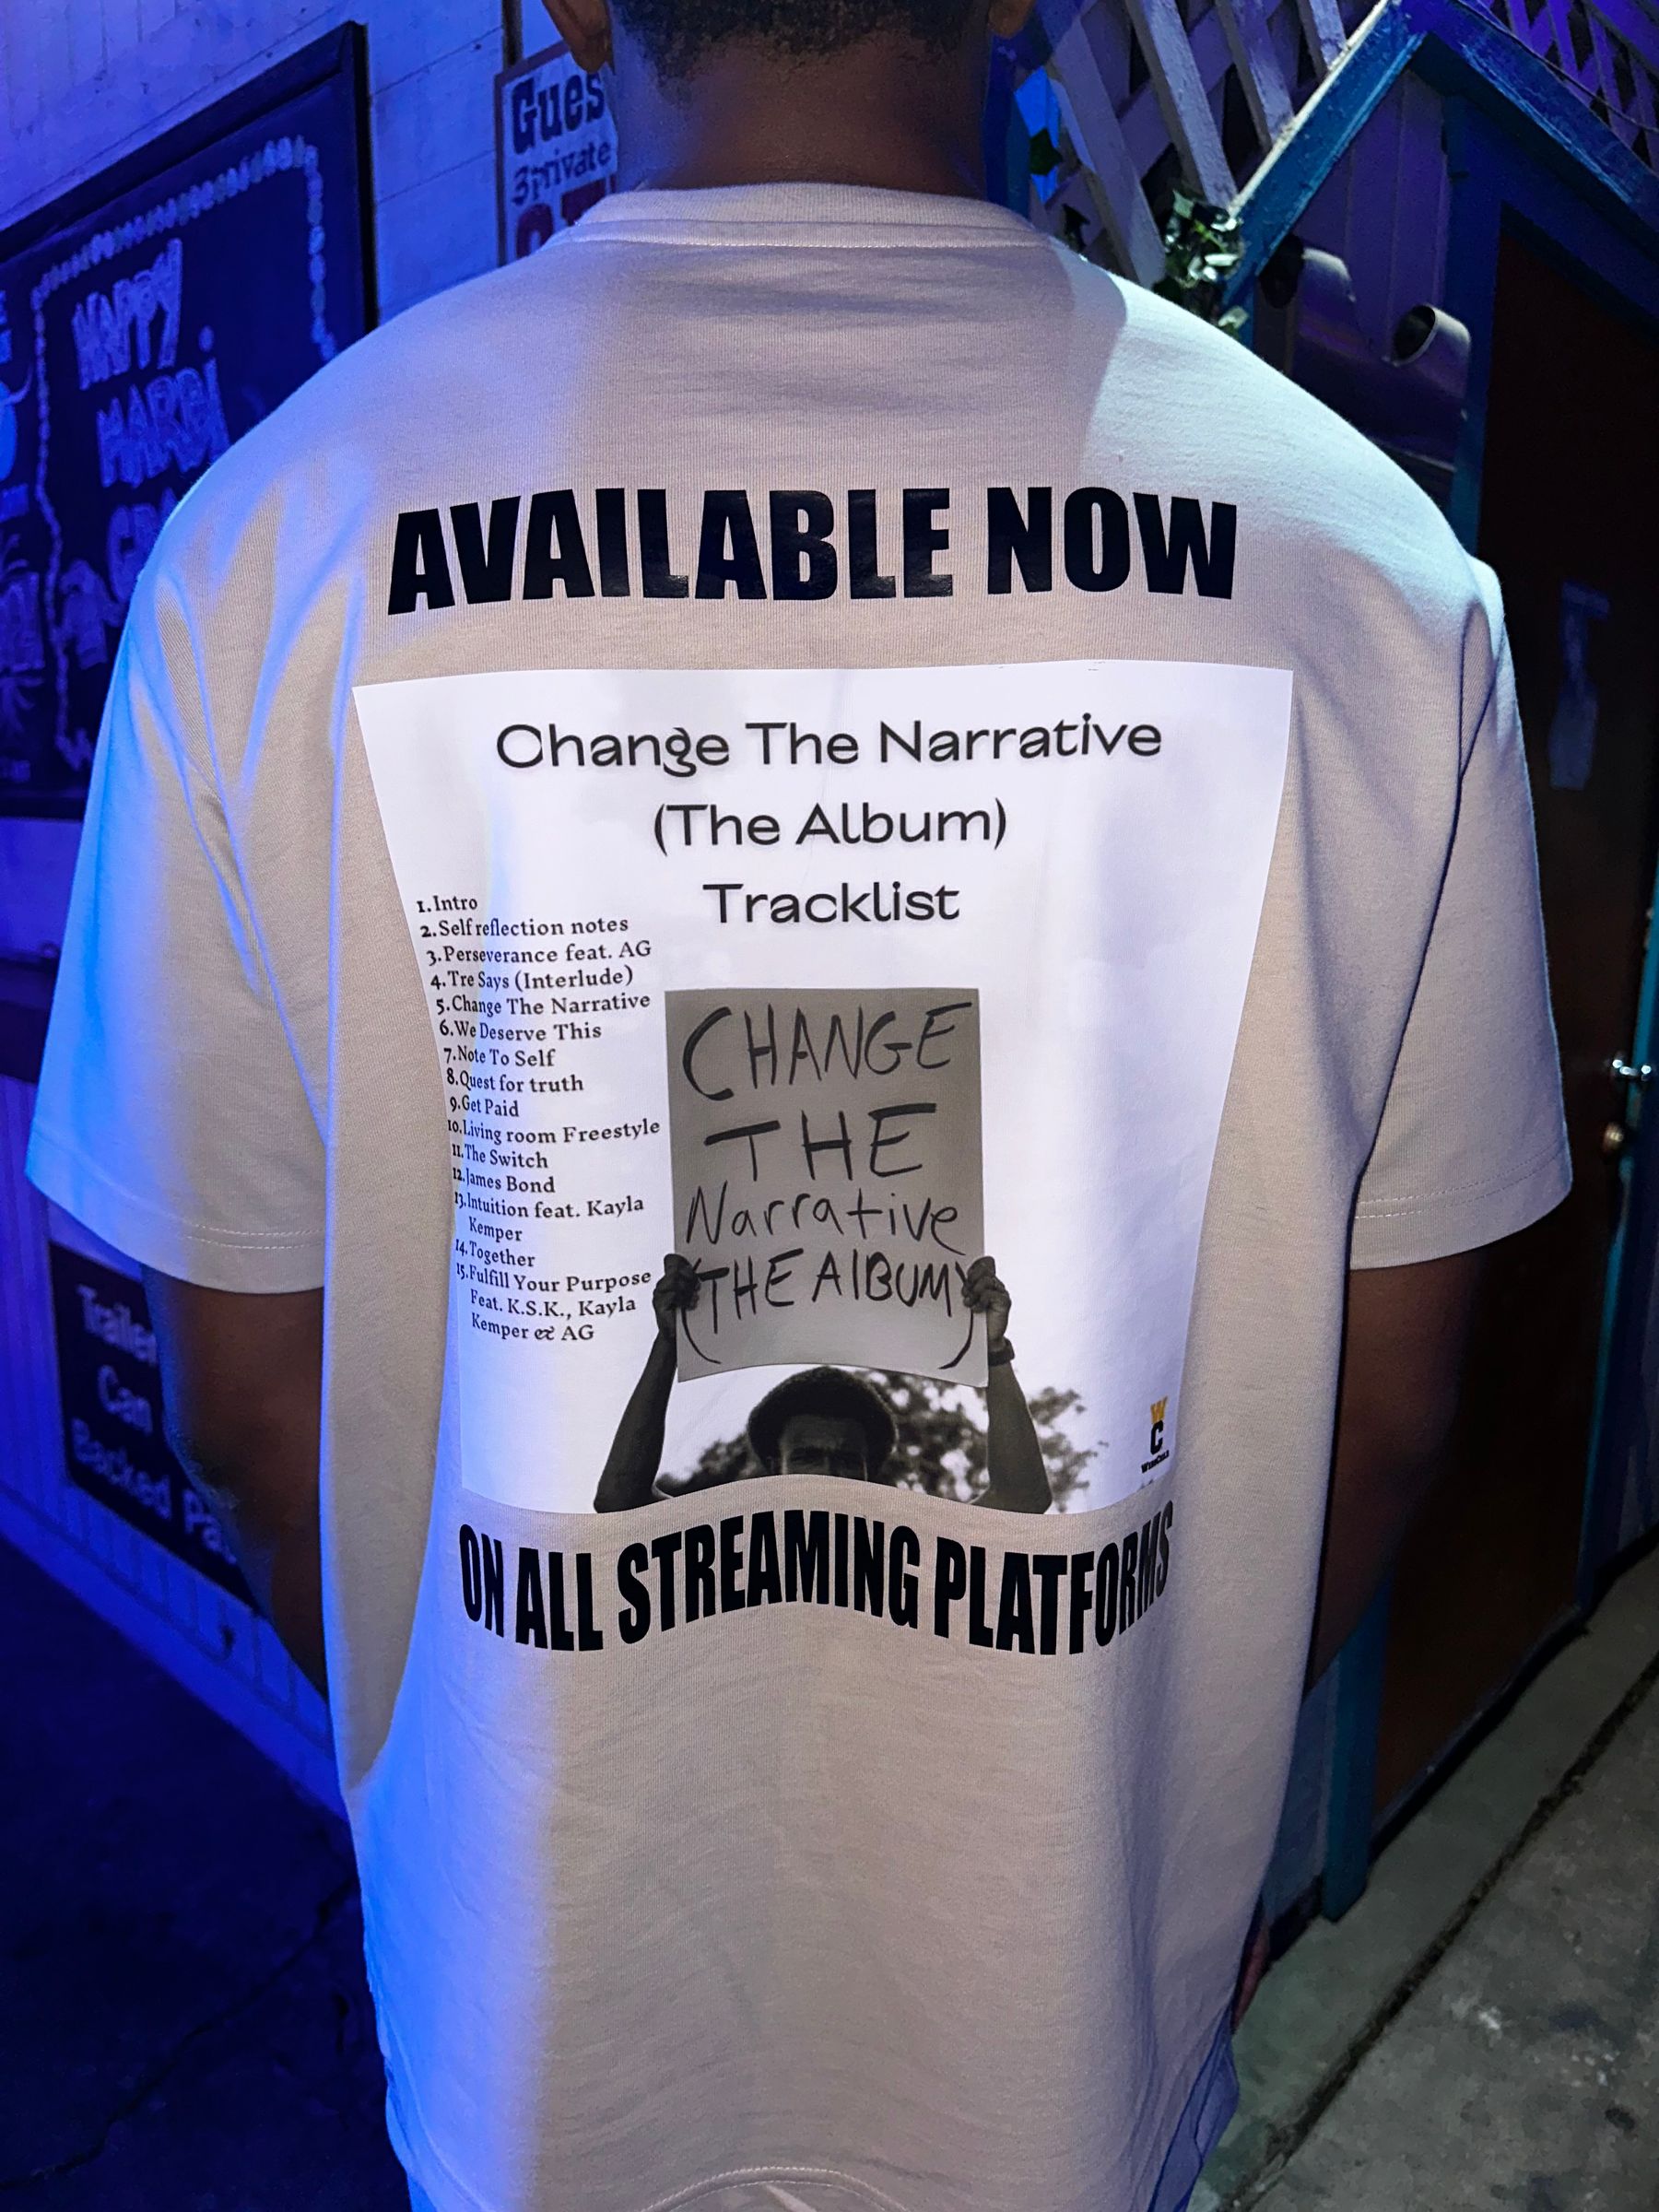 Gues
3private
HAPPY
MARDI
AVAILABLE NOW
Change The Narrative
(The Album)
Tracklist
1.Intro
2.Self reflection notes
3.Perseverance feat. AG
4.Tre Says (Interlude)
5.Change The Narrative
6.We Deserve This
7.Note To Self
8.Quest for truth
9.Get Paid
10.Living room Freestyle
11.The Switch
12.James Bond
13.Intuition feat. Kayla
Kemper
14.Together
15.Fulfill Your Purpose
Feat. K.S.K., Kayla
Kemper & AG
CHANGE
THE
Narrative
(THE AlBUM)
WC
ON ALL STREAMING PLATFORMS
Trailer
Can
Backed Pa